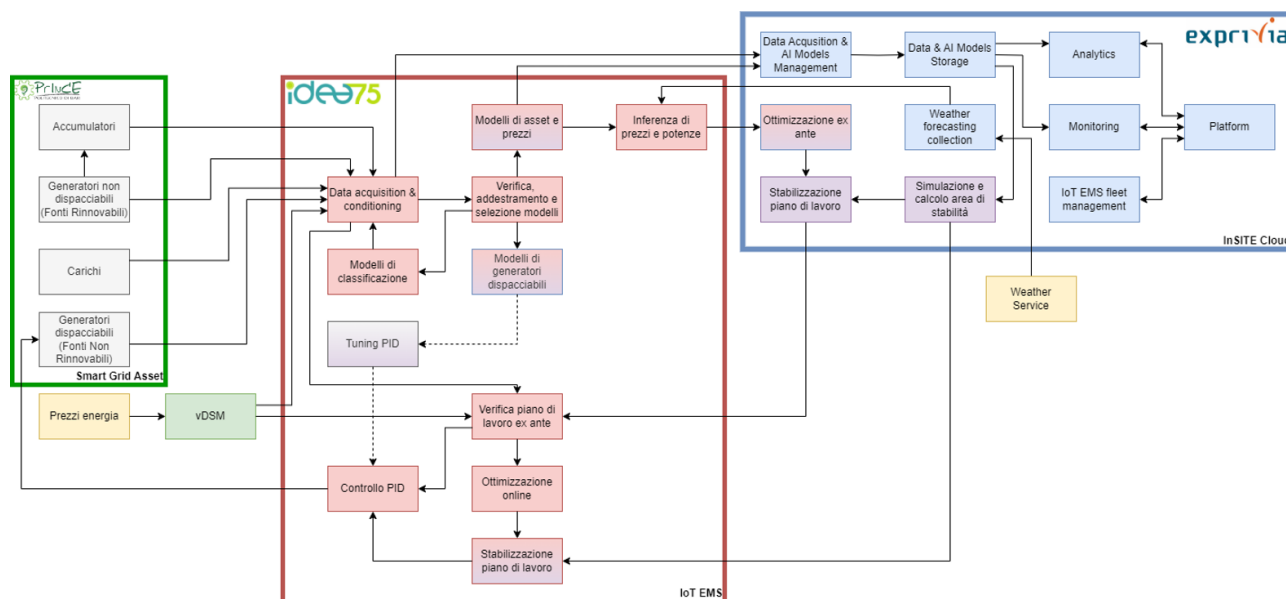 exprivia
Data Acqusition &
AI Models
Management
Data & AI Models
Storage
Analytics
PrInCE
idea75
Accumulatori
Modelli di asset e
prezzi
Inferenza di
prezzi e potenze
Ottimizzazione ex
ante
Weather
forecasting
collection
Monitoring
Platform
Generatori non
dispacciabili
(Fonti Rinnovabili)
Data acquisition &
conditioning
Verifica,
addestramento e
selezione modelli
Stabilizzazione
piano di lavoro
Simulazione e
calcolo area di
stabilità
IoT EMS fleet
management
InSITE Cloud
Carichi
Modelli di
classificazione
Modelli di
generatori
dispacciabili
Weather
Service
Generatori
dispacciabili
(Fonti Non
Rinnovabili)
Smart Grid Asset
Tuning PID
Prezzi energia
vDSM
Verifica piano di
lavoro ex ante
Controllo PID
Ottimizzazione
online
Stabilizzazione
piano di lavoro
IoT EMS